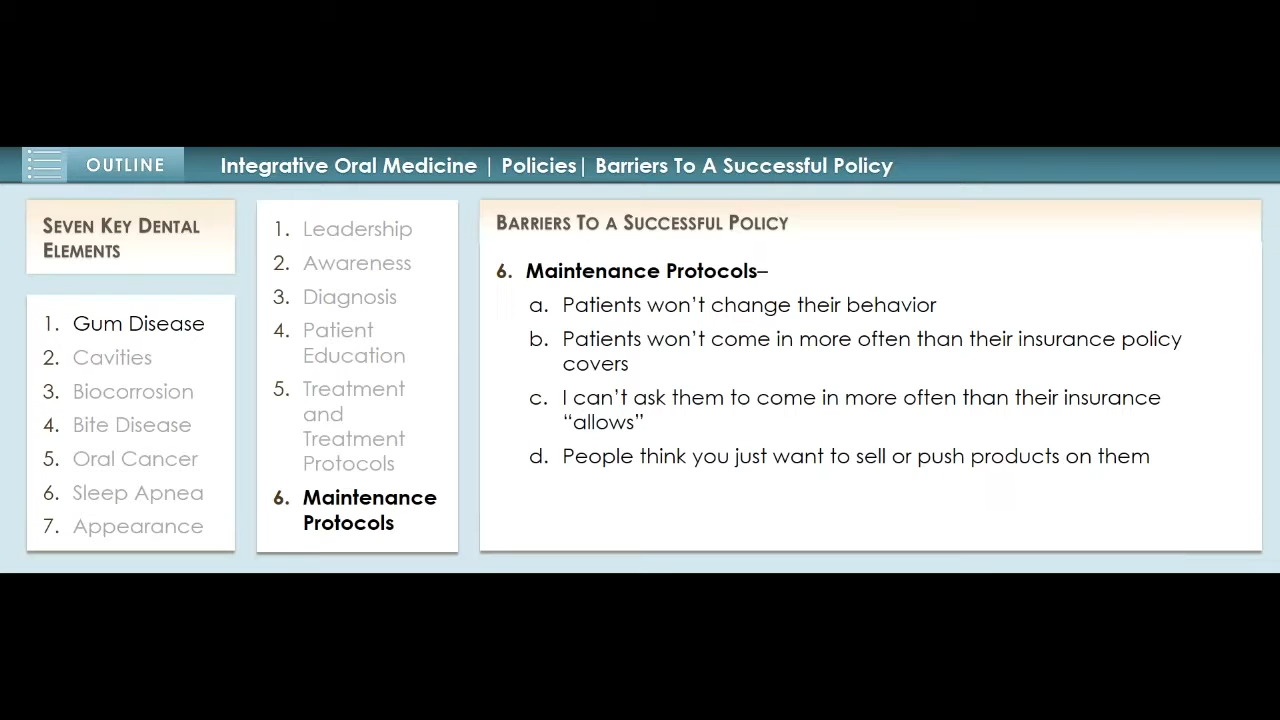 OUTLINE
Integrative Oral Medicine | Policies| Barriers To A Successful Policy
SEVEN KEY DENTAL
ELEMENTS
1. Gum Disease
2. Cavities
3. Biocorrosion
4. Bite Disease
5. Oral Cancer
6. Sleep Apnea
7. Appearance
1. Leadership
2. Awareness
3. Diagnosis
4. Patient
Education
5. Treatment
and
Treatment
Protocols
6. Maintenance
Protocols
BARRIERS TO A SUCCESSFUL POLICY
6. Maintenance Protocols–
a. Patients won’t change their behavior
b. Patients won’t come in more often than their insurance policy
covers
c. I can’t ask them to come in more often than their insurance
“allows”
d. People think you just want to sell or push products on them